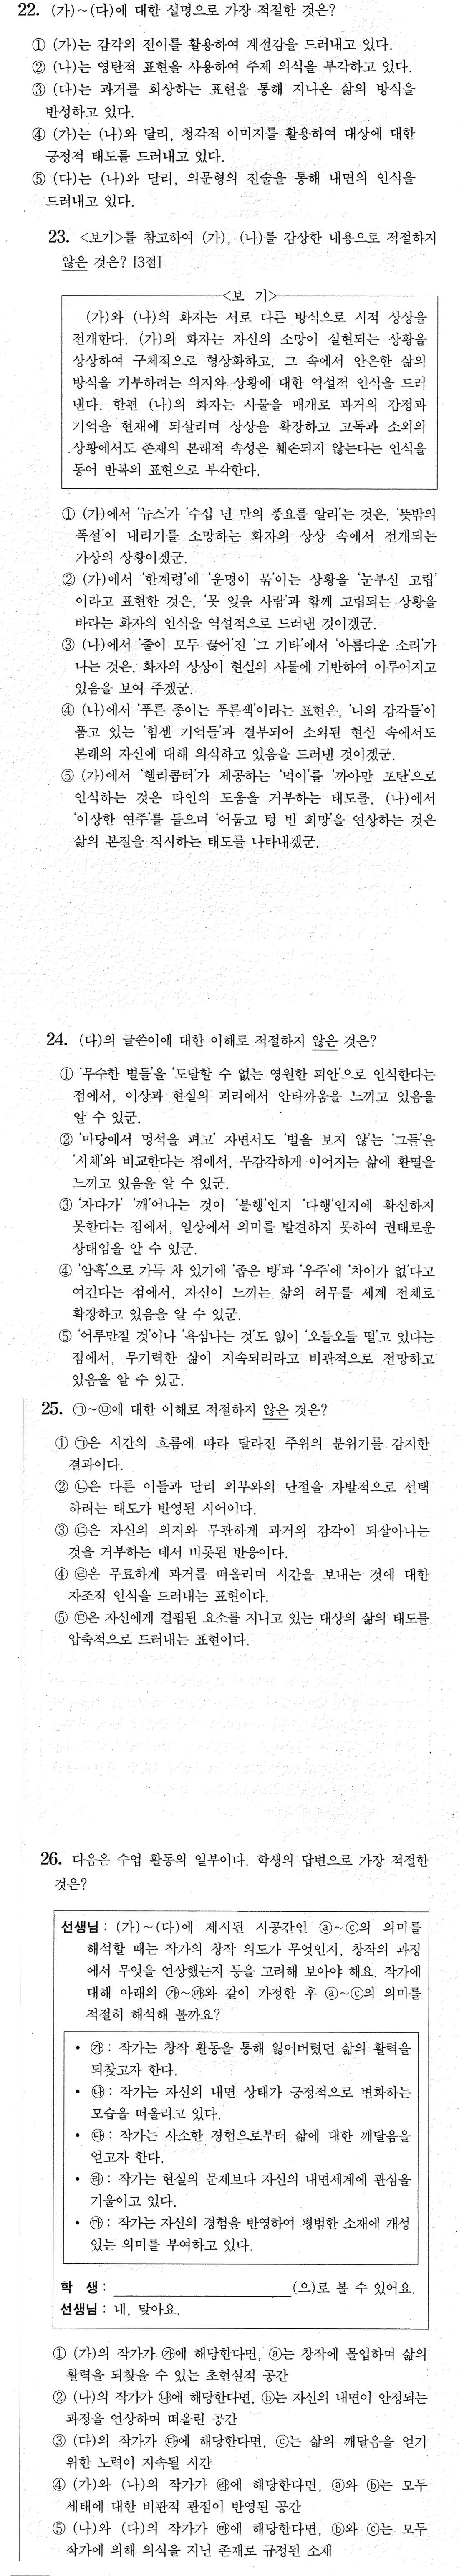 22. (가)~(다)에 대한 설명으로 가장 적절한 것은?
① (가)는 감각의 전이를 활용하여 계절감을 드러내고 있다.
② (나)는 영탄적 표현을 사용하여 주제 의식을 부각하고 있다.
③ (다)는 과거를 회상하는 표현을 통해 지나온 삶의 방식을
반성하고 있다.
④ (가)는 (나)와 달리, 청각적 이미지를 활용하여 대상에 대한
긍정적 태도를 드러내고 있다.
⑤ (다)는 (나)와 달리, 의문형의 진술을 통해 내면의 인식을
드러내고 있다.
23. <보기>를 참고하여 (가), (나)를 감상한 내용으로 적절하지
않은 것은? [3점]
<보 기>
(가)와 (나)의 화자는 서로 다른 방식으로 시적 상상을
전개한다. (가)의 화자는 자신의 소망이 실현되는 상황을
상상하여 구체적으로 형상화하고, 그 속에서 안온한 삶의
방식을 거부하려는 의지와 상황에 대한 역설적 인식을 드러
낸다. 한편 (나)의 화자는 사물을 매개로 과거의 감정과
기억을 현재에 되살리며 상상을 확장하고 고독과 소외의
상황에서도 존재의 본래적 속성은 훼손되지 않는다는 인식을
동어 반복의 표현으로 부각한다.
① (가)에서 '뉴스'가 '수십 년 만의 풍요를 알리'는 것은, '뜻밖의
폭설'이 내리기를 소망하는 화자의 상상 속에서 전개되는
가상의 상황이겠군.
② (가)에서 '한계령'에 '운명이 묶'이는 상황을 '눈부신 고립'
이라고 표현한 것은, '못 잊을 사람'과 함께 고립되는 상황을
바라는 화자의 인식을 역설적으로 드러낸 것이겠군.
③ (나)에서 '줄이 모두 끊어'진 '그 기타'에서 '아름다운 소리'가
나는 것은, 화자의 상상이 현실의 사물에 기반하여 이루어지고
있음을 보여 주겠군.
④ (나)에서 '푸른 종이는 푸른색'이라는 표현은, '나의 감각들'이
품고 있는 '힘센 기억들'과 결부되어 소외된 현실 속에서도
본래의 자신에 대해 의식하고 있음을 드러낸 것이겠군.
⑤ (가)에서 '헬리콥터'가 제공하는 '먹이'를 '까아만 포탄'으로
인식하는 것은 타인의 도움을 거부하는 태도를, (나)에서
'이상한 연주'를 들으며 '어둡고 텅 빈 희망'을 연상하는 것은
삶의 본질을 직시하는 태도를 나타내겠군.
24. (다)의 글쓴이에 대한 이해로 적절하지 않은 것은?
① '무수한 별들'을 '도달할 수 없는 영원한 피안'으로 인식한다는
점에서, 이상과 현실의 괴리에서 안타까움을 느끼고 있음을
알 수 있군.
② '마당에서 멍석을 펴고' 자면서도 '별을 보지 않'는 '그들'을
'시체'와 비교한다는 점에서, 무감각하게 이어지는 삶에 환멸을
느끼고 있음을 알 수 있군.
③ '자다가' '깨'어나는 것이 '불행'인지 '다행'인지에 확신하지
못한다는 점에서, 일상에서 의미를 발견하지 못하여 권태로운
상태임을 알 수 있군.
④ '암흑'으로 가득 차 있기에 '좁은 방'과 '우주'에 '차이가 없'다고
여긴다는 점에서, 자신이 느끼는 삶의 허무를 세계 전체로
확장하고 있음을 알 수 있군.
⑤ '어루만질 것'이나 '욕심나는 것'도 없이 '오들오들 떨'고 있다는
점에서, 무기력한 삶이 지속되리라고 비관적으로 전망하고
있음을 알 수 있군.
25. ㉠~㉤에 대한 이해로 적절하지 않은 것은?
① ㉠은 시간의 흐름에 따라 달라진 주위의 분위기를 감지한
결과이다.
② ㉡은 다른 이들과 달리 외부와의 단절을 자발적으로 선택
하려는 태도가 반영된 시어이다.
③ ㉢은 자신의 의지와 무관하게 과거의 감각이 되살아나는
것을 거부하는 데서 비롯된 반응이다.
④ ㉣은 무료하게 과거를 떠올리며 시간을 보내는 것에 대한
자조적 인식을 드러내는 표현이다.
⑤ ㉤은 자신에게 결핍된 요소를 지니고 있는 대상의 삶의 태도를
압축적으로 드러내는 표현이다.
26. 다음은 수업 활동의 일부이다. 학생의 답변으로 가장 적절한
것은?
선생님 : (가)~(다)에 제시된 시공간인 ⓐ~ⓒ의 의미를
해석할 때는 작가의 창작 의도가 무엇인지, 창작의 과정
에서 무엇을 연상했는지 등을 고려해 보아야 해요. 작가에
대해 아래의 ㉮~㉲와 같이 가정한 후 ⓐ~ⓒ의 의미를
적절히 해석해 볼까요?
• ㉮ : 작가는 창작 활동을 통해 잃어버렸던 삶의 활력을
되찾고자 한다.
• ㉯ : 작가는 자신의 내면 상태가 긍정적으로 변화하는
모습을 떠올리고 있다.
• ㉰ : 작가는 사소한 경험으로부터 삶에 대한 깨달음을
얻고자 한다.
• ㉱ : 작가는 현실의 문제보다 자신의 내면세계에 관심을
기울이고 있다.
• ㉲ : 작가는 자신의 경험을 반영하여 평범한 소재에 개성
있는 의미를 부여하고 있다.
학 생 : (으)로 볼 수 있어요.
선생님 : 네, 맞아요.
① (가)의 작가가 ㉮에 해당한다면, ⓐ는 창작에 몰입하며 삶의
활력을 되찾을 수 있는 초현실적 공간
② (나)의 작가가 ㉯에 해당한다면, ⓑ는 자신의 내면이 안정되는
과정을 연상하며 떠올린 공간
③ (다)의 작가가 ㉰에 해당한다면, ⓒ는 삶의 깨달음을 얻기
위한 노력이 지속될 시간
④ (가)와 (나)의 작가가 ㉱에 해당한다면, ⓐ와 ⓑ는 모두
세태에 대한 비판적 관점이 반영된 공간
⑤ (나)와 (다)의 작가가 ㉲에 해당한다면, ⓑ와 ⓒ는 모두
작가에 의해 의식을 지닌 존재로 규정된 소재